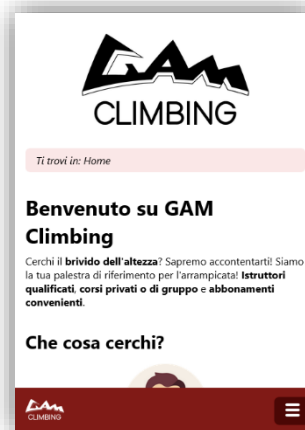 GAM
CLIMBING
Ti trovi in: Home
Benvenuto su GAM
Climbing
Cerchi il brivido dell'altezza? Sapremo accontentarti! Siamo
la tua palestra di riferimento per l'arrampicata! Istruttori
qualificati, corsi privati o di gruppo e abbonamenti
convenienti.
Che cosa cerchi?
GAM
CLIMBING